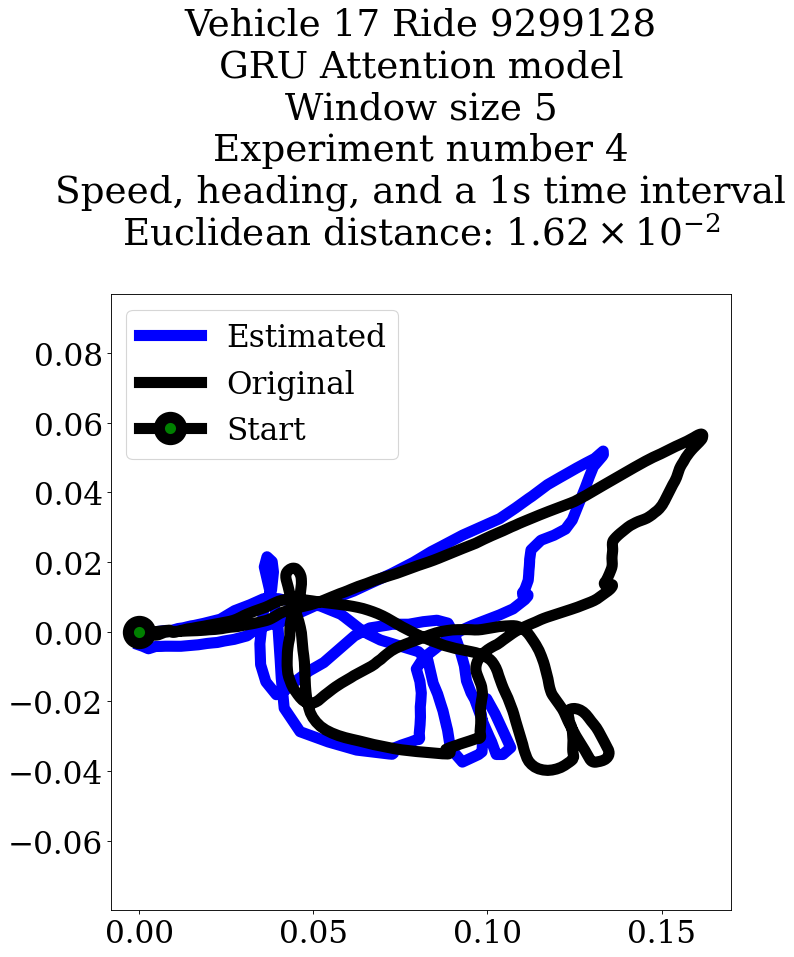 Vehicle 17 Ride 9299128
GRU Attention model
Window size 5
Experiment number 4
Speed, heading, and a 1s time interval
Euclidean distance: 1.62 × 10⁻²
Estimated
Original
Start
0.08
0.06
0.04
0.02
0.00
−0.02
−0.04
−0.06
0.00 0.05 0.10 0.15